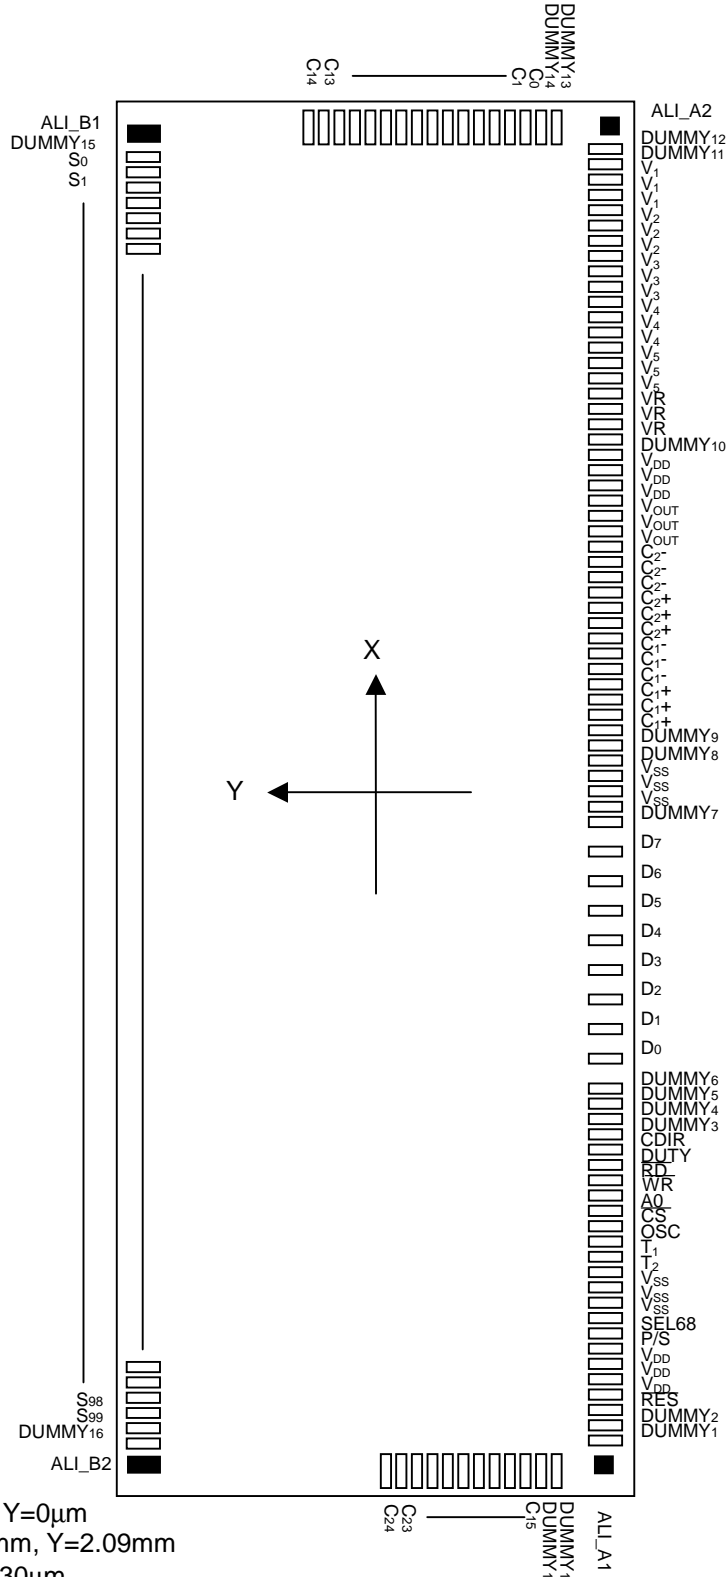 C14 C13 C1 C0 DUMMY14 DUMMY13
ALI_B1
DUMMY15
S0
S1
S98
S99
DUMMY16
ALI_B2
X
Y
ALI_A2
DUMMY12
DUMMY11
V1
V1
V1
V2
V2
V2
V3
V3
V3
V4
V4
V4
V5
V5
V5
VR
VR
VR
DUMMY10
VDD
VDD
VDD
VOUT
VOUT
VOUT
C2-
C2-
C2-
C2+
C2+
C2+
C1-
C1-
C1-
C1+
C1+
C1+
DUMMY9
DUMMY8
VSS
VSS
VSS
DUMMY7
D7
D6
D5
D4
D3
D2
D1
D0
DUMMY6
DUMMY5
DUMMY4
DUMMY3
CDIR
DUTY
RD
WR
A0
CS
OSC
T1
T2
VSS
VSS
VSS
SEL68
P/S
VDD
VDD
VDD
RES
DUMMY2
DUMMY1
C24 C23 C15 ALI_A1
Y=0μm
Y=2.09mm
30μm